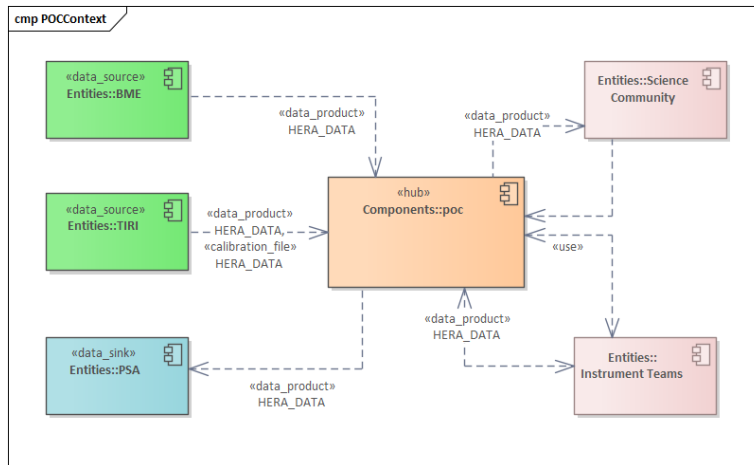 cmp POCContext
«data_source»
Entities::BME
«data_product»
HERA_DATA
«data_product»
HERA_DATA
Entities::Science
Community
«data_source»
Entities::TIRI
«data_product»
HERA_DATA,
«calibration_file»
HERA_DATA
«hub»
Components::poc
«use»
«data_sink»
Entities::PSA
«data_product»
HERA_DATA
«data_product»
HERA_DATA
Entities::
Instrument Teams